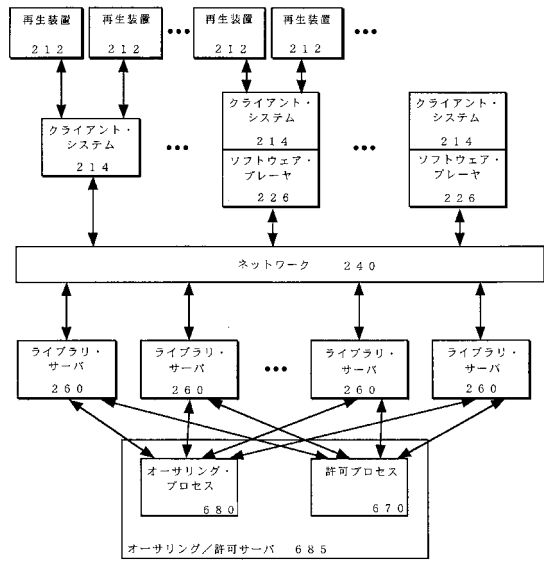 再生装置
212
再生装置
212
再生装置
212
再生装置
212
クライアント・
システム
214
クライアント・
システム
214
ソフトウェア・
プレーヤ
226
クライアント・
システム
214
ソフトウェア・
プレーヤ
226
ネットワーク 240
ライブラリ・
サーバ
260
ライブラリ・
サーバ
260
ライブラリ・
サーバ
260
ライブラリ・
サーバ
260
オーサリング・
プロセス
680
許可プロセス
670
オーサリング/許可サーバ 685